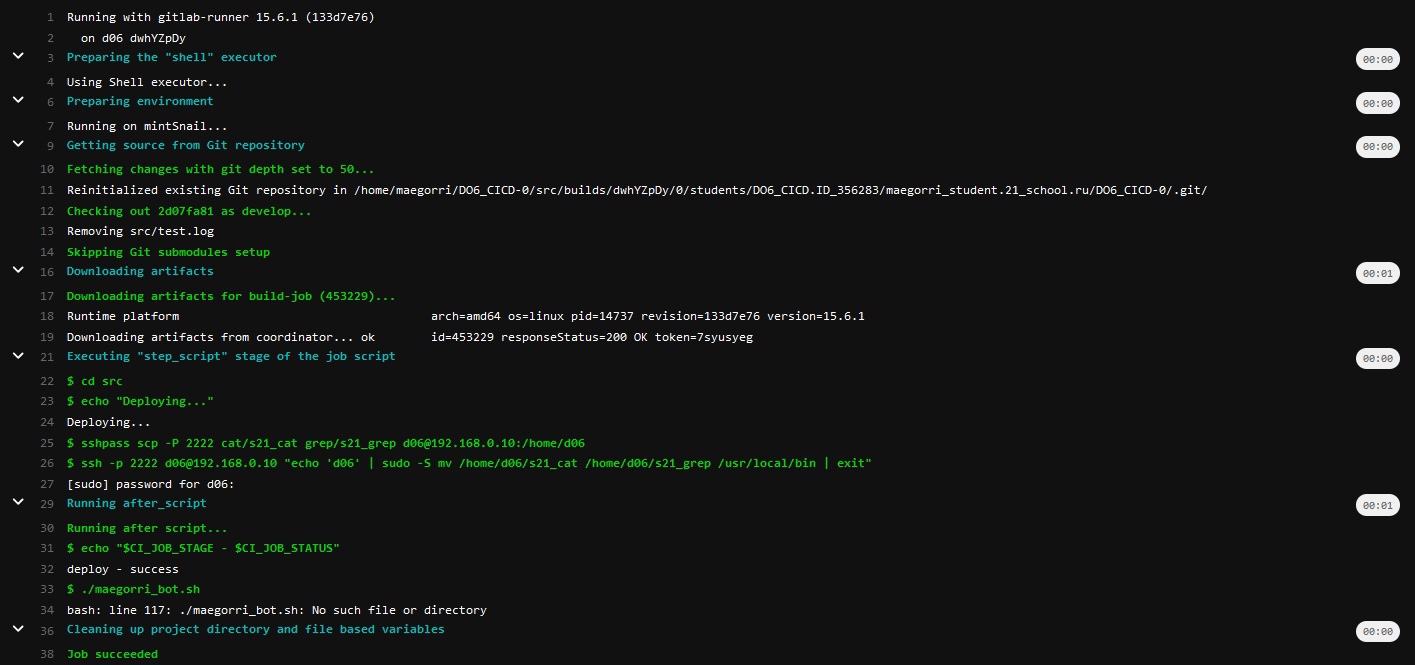 1 Running with gitlab-runner 15.6.1 (133d7e76)
2 on d06 dwhYZpDy
3 Preparing the "shell" executor 00:00
4 Using Shell executor...
6 Preparing environment 00:00
7 Running on mintSnail...
9 Getting source from Git repository 00:00
10 Fetching changes with git depth set to 50...
11 Reinitialized existing Git repository in /home/maegorri/DO6_CICD-0/src/builds/dwhYZpDy/0/students/DO6_CICD.ID_356283/maegorri_student.21_school.ru/DO6_CICD-0/.git/
12 Checking out 2d07fa81 as develop...
13 Removing src/test.log
14 Skipping Git submodules setup
16 Downloading artifacts 00:01
17 Downloading artifacts for build-job (453229)...
18 Runtime platform arch=amd64 os=linux pid=14737 revision=133d7e76 version=15.6.1
19 Downloading artifacts from coordinator... ok id=453229 responseStatus=200 OK token=7syusyeg
21 Executing "step_script" stage of the job script 00:00
22 $ cd src
23 $ echo "Deploying..."
24 Deploying...
25 $ sshpass scp -P 2222 cat/s21_cat grep/s21_grep d06@192.168.0.10:/home/d06
26 $ ssh -p 2222 d06@192.168.0.10 "echo 'd06' | sudo -S mv /home/d06/s21_cat /home/d06/s21_grep /usr/local/bin | exit"
27 [sudo] password for d06:
29 Running after_script 00:01
30 Running after script...
31 $ echo "$CI_JOB_STAGE - $CI_JOB_STATUS"
32 deploy - success
33 $ ./maegorri_bot.sh
34 bash: line 117: ./maegorri_bot.sh: No such file or directory
36 Cleaning up project directory and file based variables 00:00
38 Job succeeded